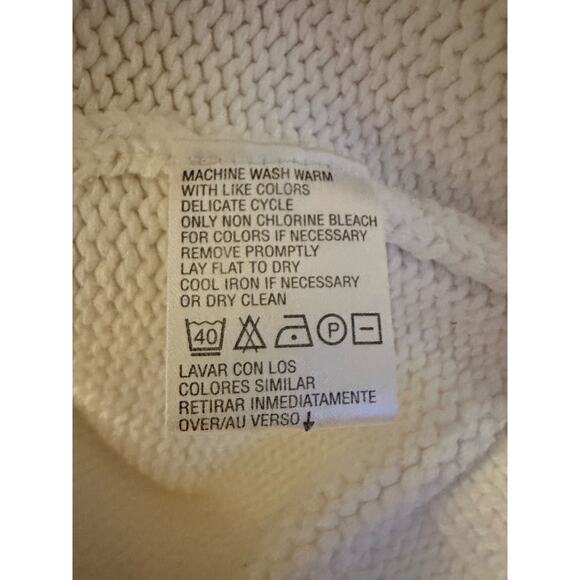 MACHINE WASH WARM
WITH LIKE COLORS
DELICATE CYCLE
ONLY NON CHLORINE BLEACH
FOR COLORS IF NECESSARY
REMOVE PROMPTLY
LAY FLAT TO DRY
COOL IRON IF NECESSARY
OR DRY CLEAN
40 P
LAVAR CON LOS
COLORES SIMILAR
RETIRAR INMEDIATAMENTE
OVER/AU VERSO